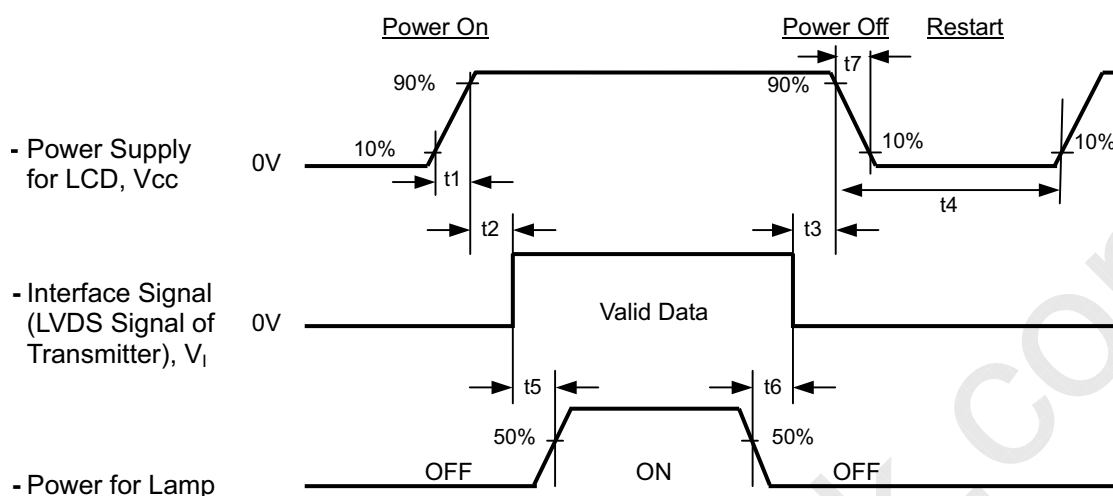 Power On
Power Off
Restart
90%
90%
t7
- Power Supply
for LCD, Vcc
0V
10%
10%
10%
t1
t4
t2
t3
- Interface Signal
(LVDS Signal of
Transmitter), VI
0V
Valid Data
t5
t6
50%
50%
- Power for Lamp
OFF
ON
OFF